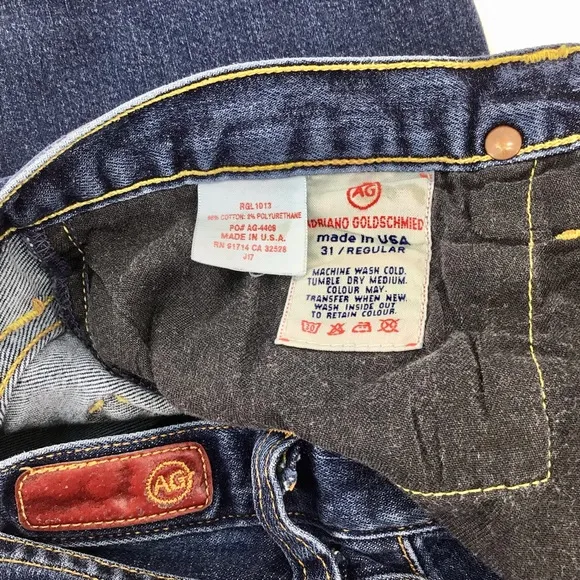 RGL1013
98% COTTON: 2% POLYURETHANE
PO# AG-4408
MADE IN U.S.A.
RN 91714 CA 32528
J17
AG
ADRIANO GOLDSCHMIED
made in USA
31 / REGULAR
MACHINE WASH COLD.
TUMBLE DRY MEDIUM.
COLOUR MAY.
TRANSFER WHEN NEW.
WASH INSIDE OUT
TO RETAIN COLOUR.
AG